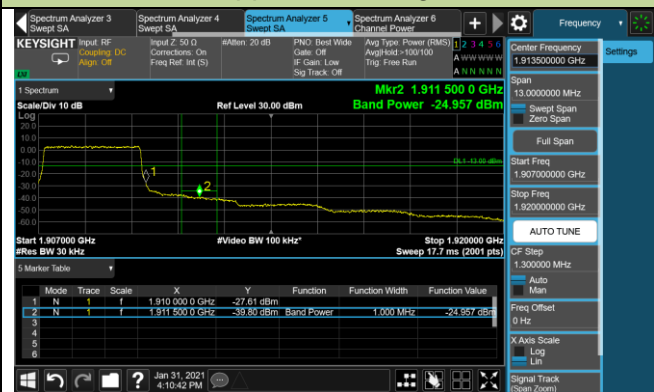 Spectrum Analyzer 3
Swept SA
Spectrum Analyzer 4
Swept SA
Spectrum Analyzer 5
Swept SA
Spectrum Analyzer 6
Channel Power
+
Frequency
Settings
KEYSIGHT
Input: RF
Coupling: DC
Align: Off
Input Z: 50 Ω
Corrections: On
Freq Ref: Int (S)
#Atten: 20 dB
PNO: Best Wide
Gate: Off
IF Gain: Low
Sig Track: Off
Avg Type: Power (RMS)
Avg|Hold:>100/100
Trig: Free Run
1 2 3 4 5 6
A W W W W W
A N N N N N
LXI
1 Spectrum
Scale/Div 10 dB
Ref Level 30.00 dBm
Mkr2 1.911 500 0 GHz
Band Power -24.957 dBm
Log
20.0
10.0
0.00
-10.0
-20.0
-30.0
-40.0
-50.0
-60.0
DL1 -13.00 dBm
1
2
Start 1.907000 GHz
#Res BW 30 kHz
#Video BW 100 kHz*
Stop 1.920000 GHz
Sweep 17.7 ms (2001 pts)
5 Marker Table
Mode Trace Scale X Y Function Function Width Function Value
1 N 1 f 1.910 000 0 GHz -27.61 dBm
2 N 1 f 1.911 500 0 GHz -39.80 dBm Band Power 1.000 MHz -24.957 dBm
3
4
5
6
Center Frequency
1.913500000 GHz
Span
13.0000000 MHz
Swept Span
Zero Span
Full Span
Start Freq
1.907000000 GHz
Stop Freq
1.920000000 GHz
AUTO TUNE
CF Step
1.300000 MHz
Auto
Man
Freq Offset
0 Hz
X Axis Scale
Log
Lin
Signal Track
(Span Zoom)
?
Jan 31, 2021
4:10:42 PM